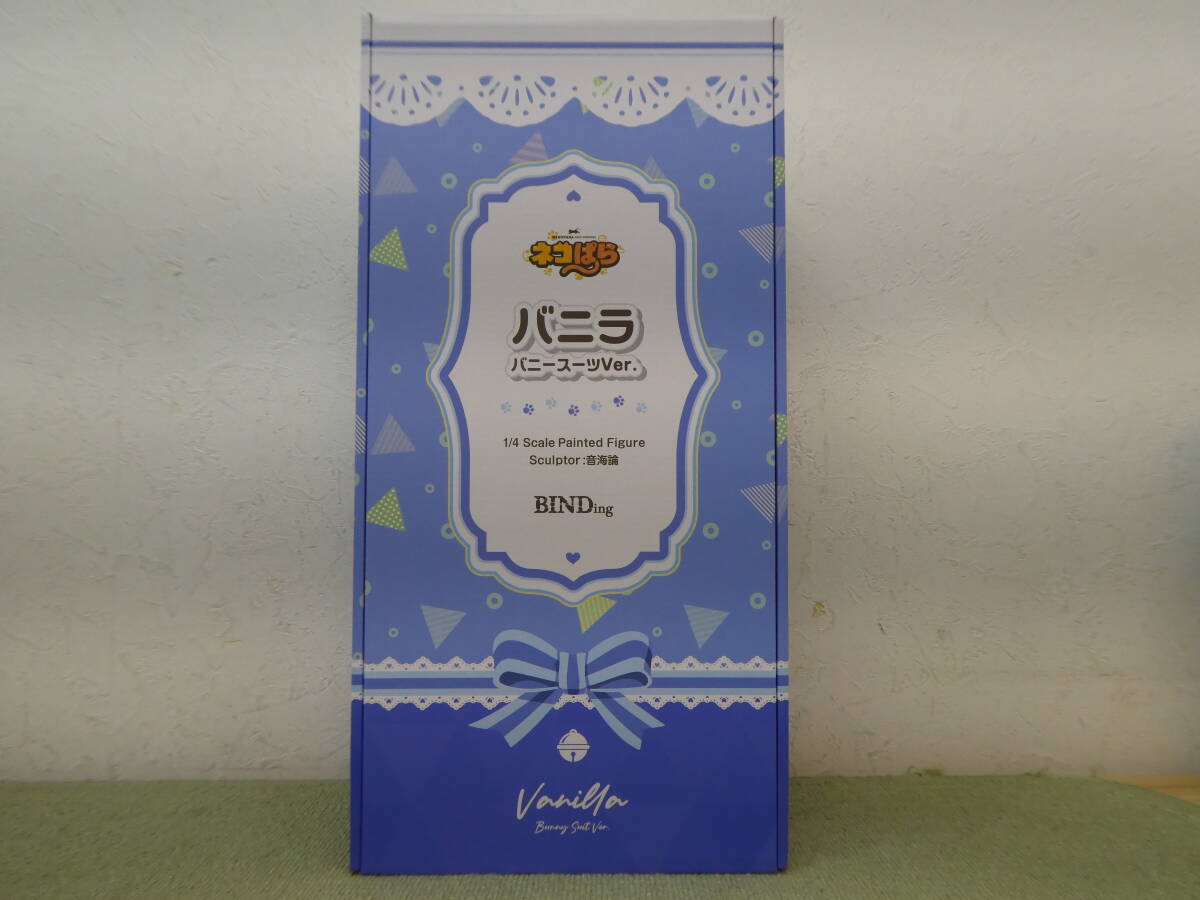 ネコぱら
バニラ
バニースーツVer.
1/4 Scale Painted Figure
Sculptor:音海論
BINDing
Vanilla
Bunny Suit Ver.